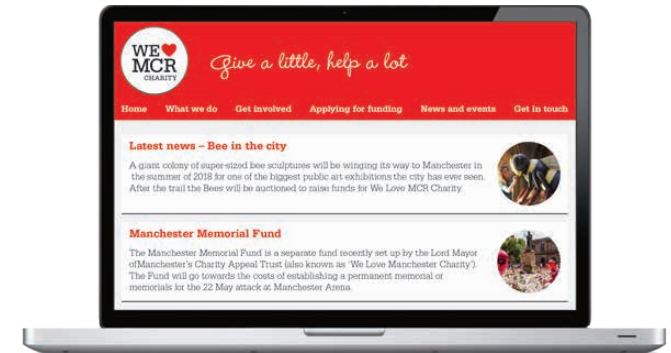 WE
MCR
CHARITY
Give a little, help a lot
Home What we do Get involved Applying for funding News and events Get in touch
Latest news – Bee in the city
A giant colony of super-sized bee sculptures will be winging its way to Manchester in
the summer of 2018 for one of the biggest public art exhibitions the city has ever seen.
After the trail the Bees will be auctioned to raise funds for We Love MCR Charity.
Manchester Memorial Fund
The Manchester Memorial Fund is a separate fund recently set up by the Lord Mayor
ofManchester's Charity Appeal Trust (also known as 'We Love Manchester Charity').
The Fund will go towards the costs of establishing a permanent memorial or
memorials for the 22 May attack at Manchester Arena.